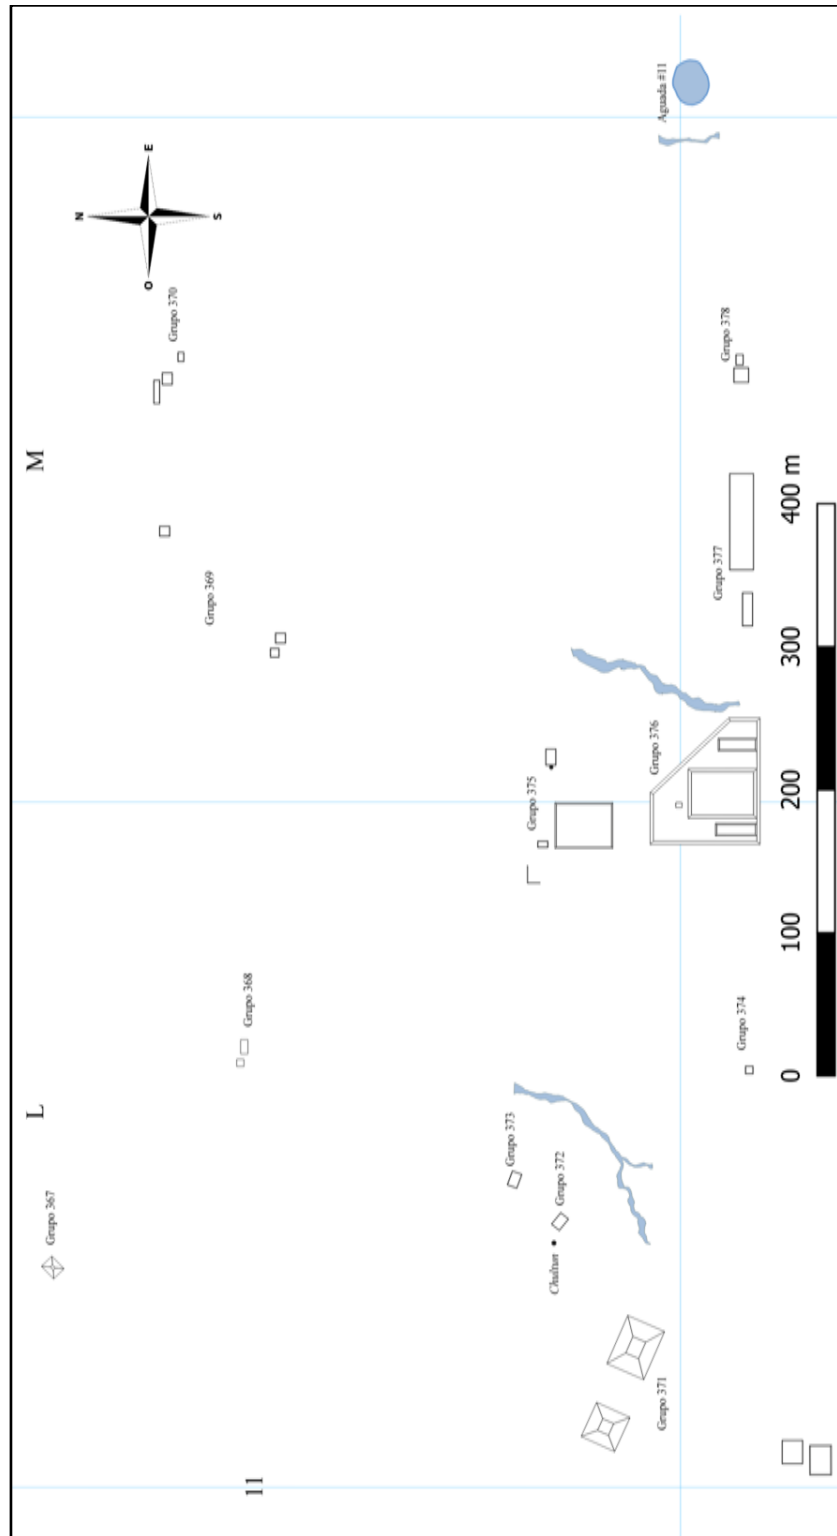 Aguada #11
N
E
S
O
Grupo 370
Grupo 378
M
400 m
Grupo 377
Grupo 369
300
Grupo 376
Grupo 375
200
100
Grupo 368
Grupo 374
0
L
Grupo 373
Grupo 372
Chultun
Grupo 367
Grupo 371
11